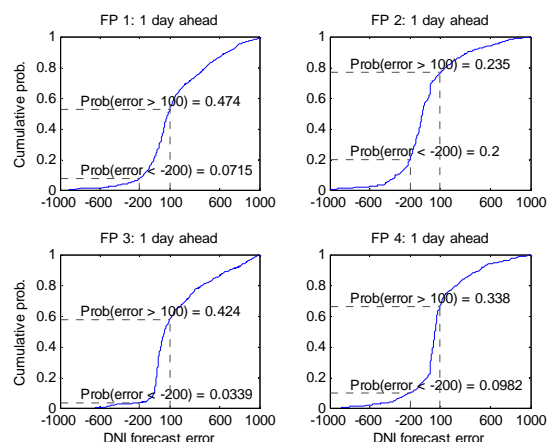 FP 1: 1 day ahead
Cumulative prob.
1
0.8
0.6
0.4
0.2
0
Prob(error > 100) = 0.474
Prob(error < -200) = 0.0715
-1000 -600 -200 100 600 1000
FP 2: 1 day ahead
1
0.8
0.6
0.4
0.2
0
Prob(error > 100) = 0.235
Prob(error < -200) = 0.2
-1000 -600 -200 100 600 1000
FP 3: 1 day ahead
Cumulative prob.
1
0.8
0.6
0.4
0.2
0
Prob(error > 100) = 0.424
Prob(error < -200) = 0.0339
-1000 -600 -200 100 600 1000
DNI forecast error
FP 4: 1 day ahead
1
0.8
0.6
0.4
0.2
0
Prob(error > 100) = 0.338
Prob(error < -200) = 0.0982
-1000 -600 -200 100 600 1000
DNI forecast error